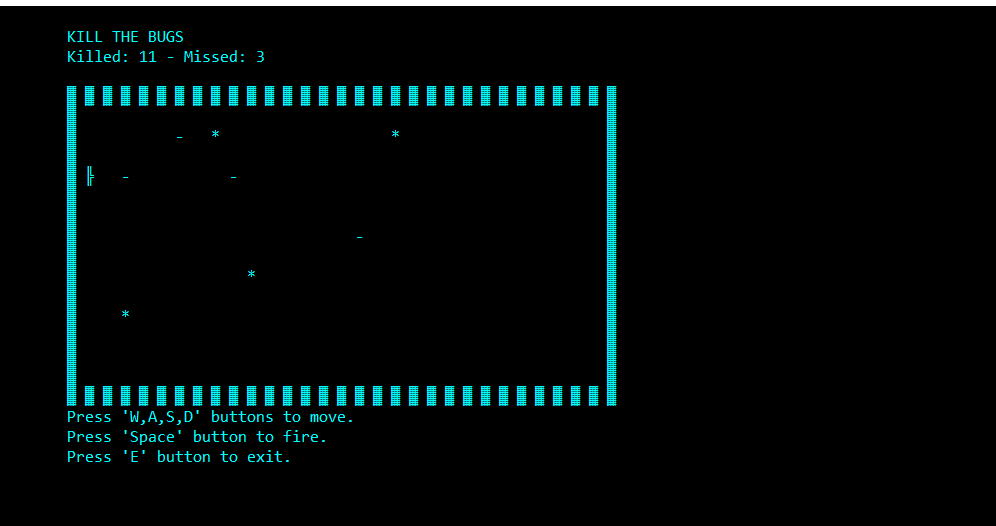 KILL THE BUGS
Killed: 11 - Missed: 3
Press 'W,A,S,D' buttons to move.
Press 'Space' button to fire.
Press 'E' button to exit.